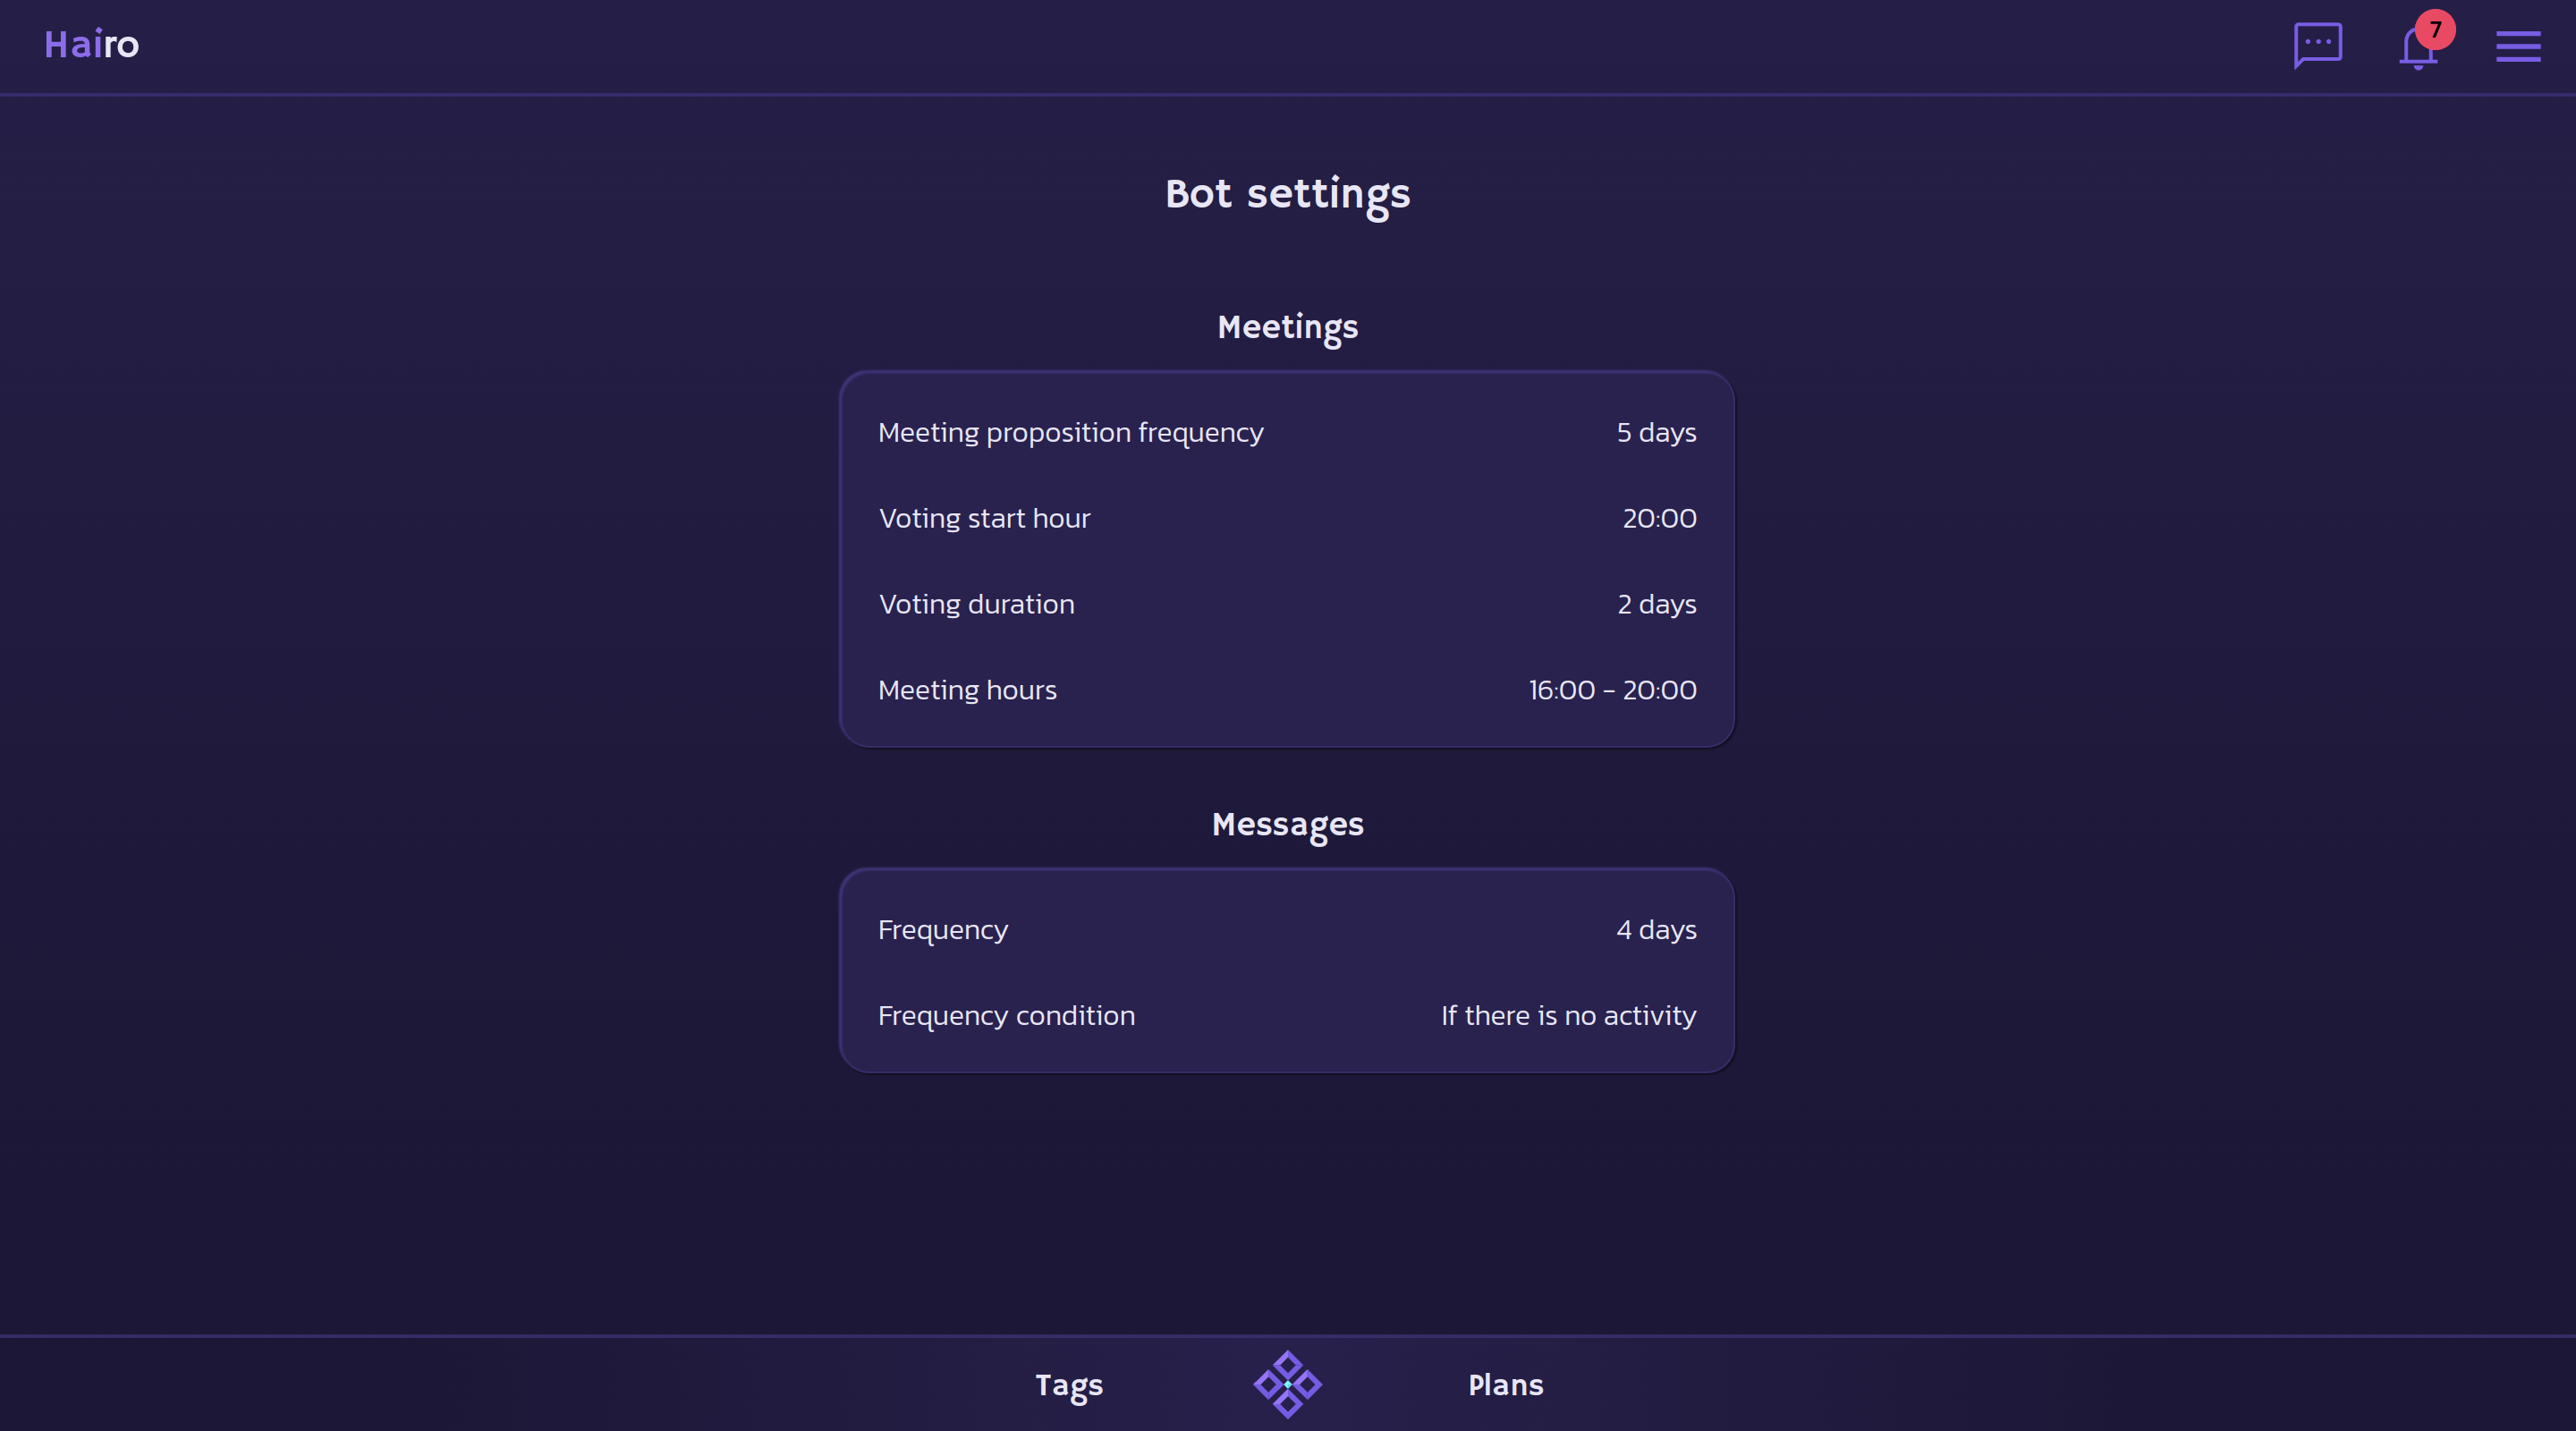 Hairo
7
Bot settings
Meetings
Meeting proposition frequency 5 days
Voting start hour 20:00
Voting duration 2 days
Meeting hours 16:00 - 20:00
Messages
Frequency 4 days
Frequency condition If there is no activity
Tags Plans